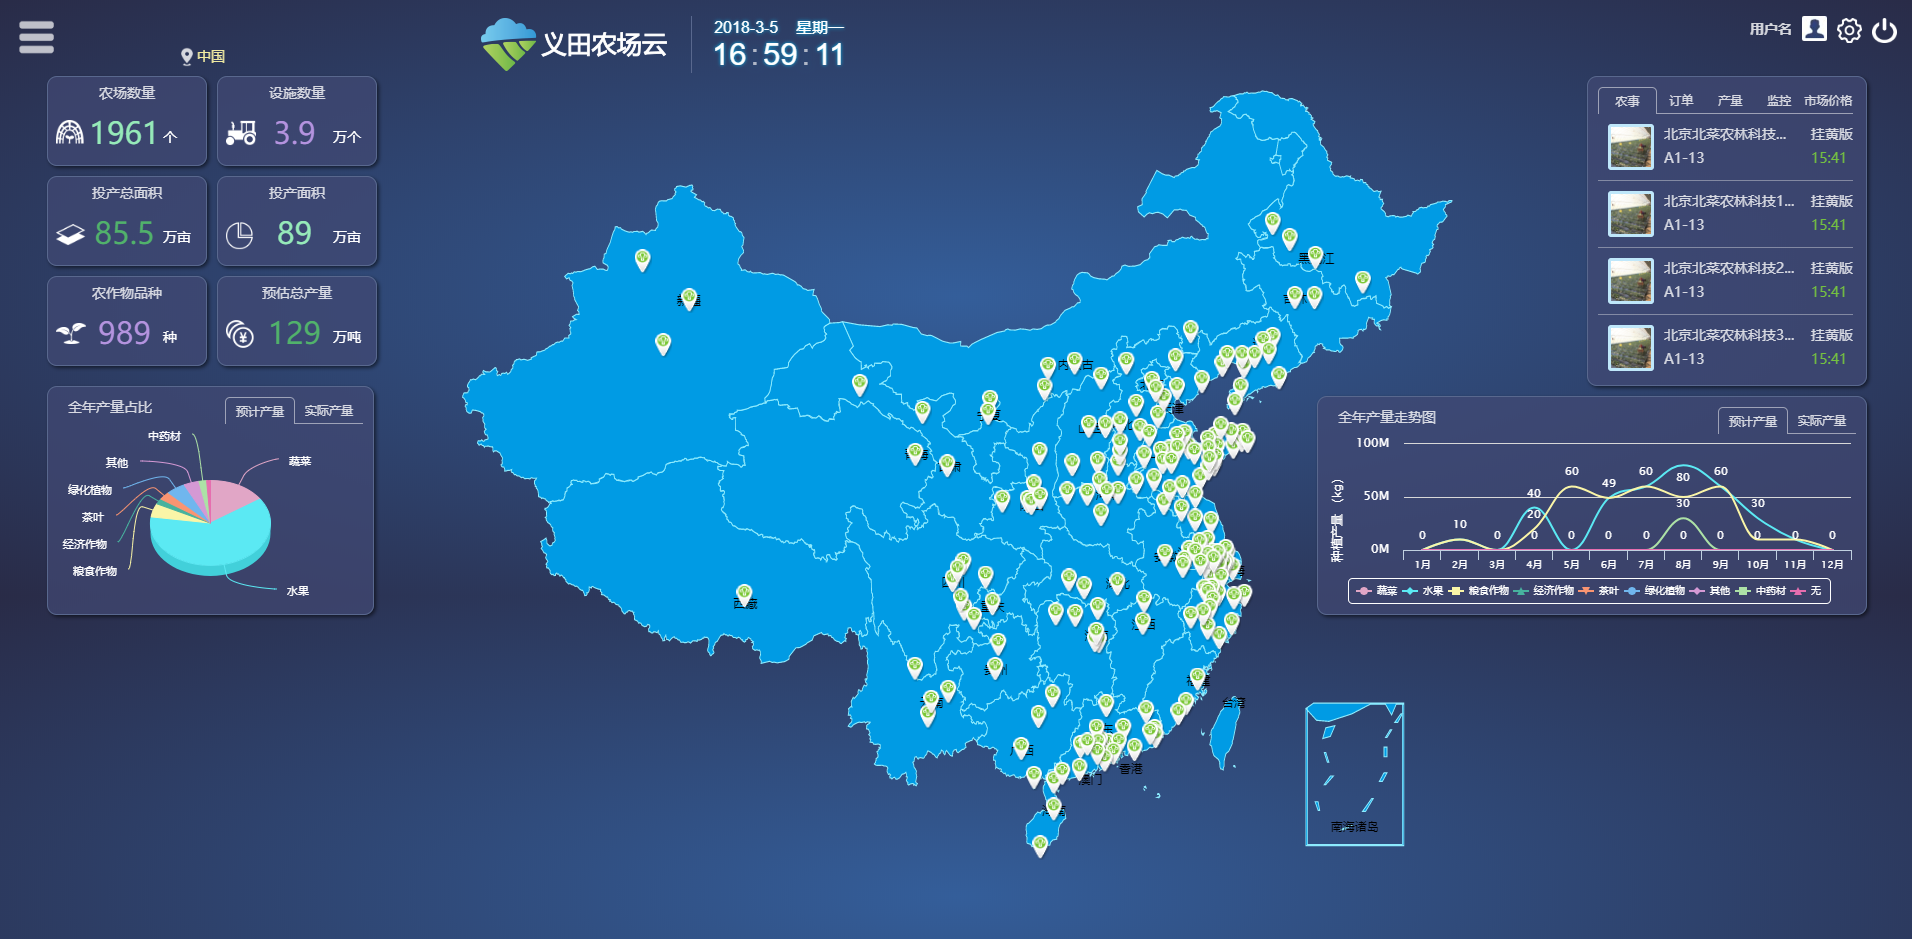 义田农场云
2018-3-5 星期一
16:59:11
用户名
中国
农场数量
1961 个
设施数量
3.9 万个
投产总面积
85.5 万亩
投产面积
89 万亩
农作物品种
989 种
预估总产量
129 万吨
全年产量占比
预计产量 实际产量
中药材
其他
蔬菜
绿化植物
茶叶
经济作物
粮食作物
水果
内蒙古
西藏
台湾
香港
澳门
南海诸岛
农事 订单 产量 监控 市场价格
北京北菜农林科技... 挂黄版
A1-13 15:41
北京北菜农林科技1... 挂黄版
A1-13 15:41
北京北菜农林科技2... 挂黄版
A1-13 15:41
北京北菜农林科技3... 挂黄版
A1-13 15:41
全年产量走势图
预计产量 实际产量
种植产量 (kg)
100M
50M
0M
60 60 80 60
40 49
20 30 30
10
0 0 0 0 0 0 0 0 0 0 0
1月 2月 3月 4月 5月 6月 7月 8月 9月 10月 11月 12月
蔬菜 水果 粮食作物 经济作物 茶叶 绿化植物 其他 中药材 无